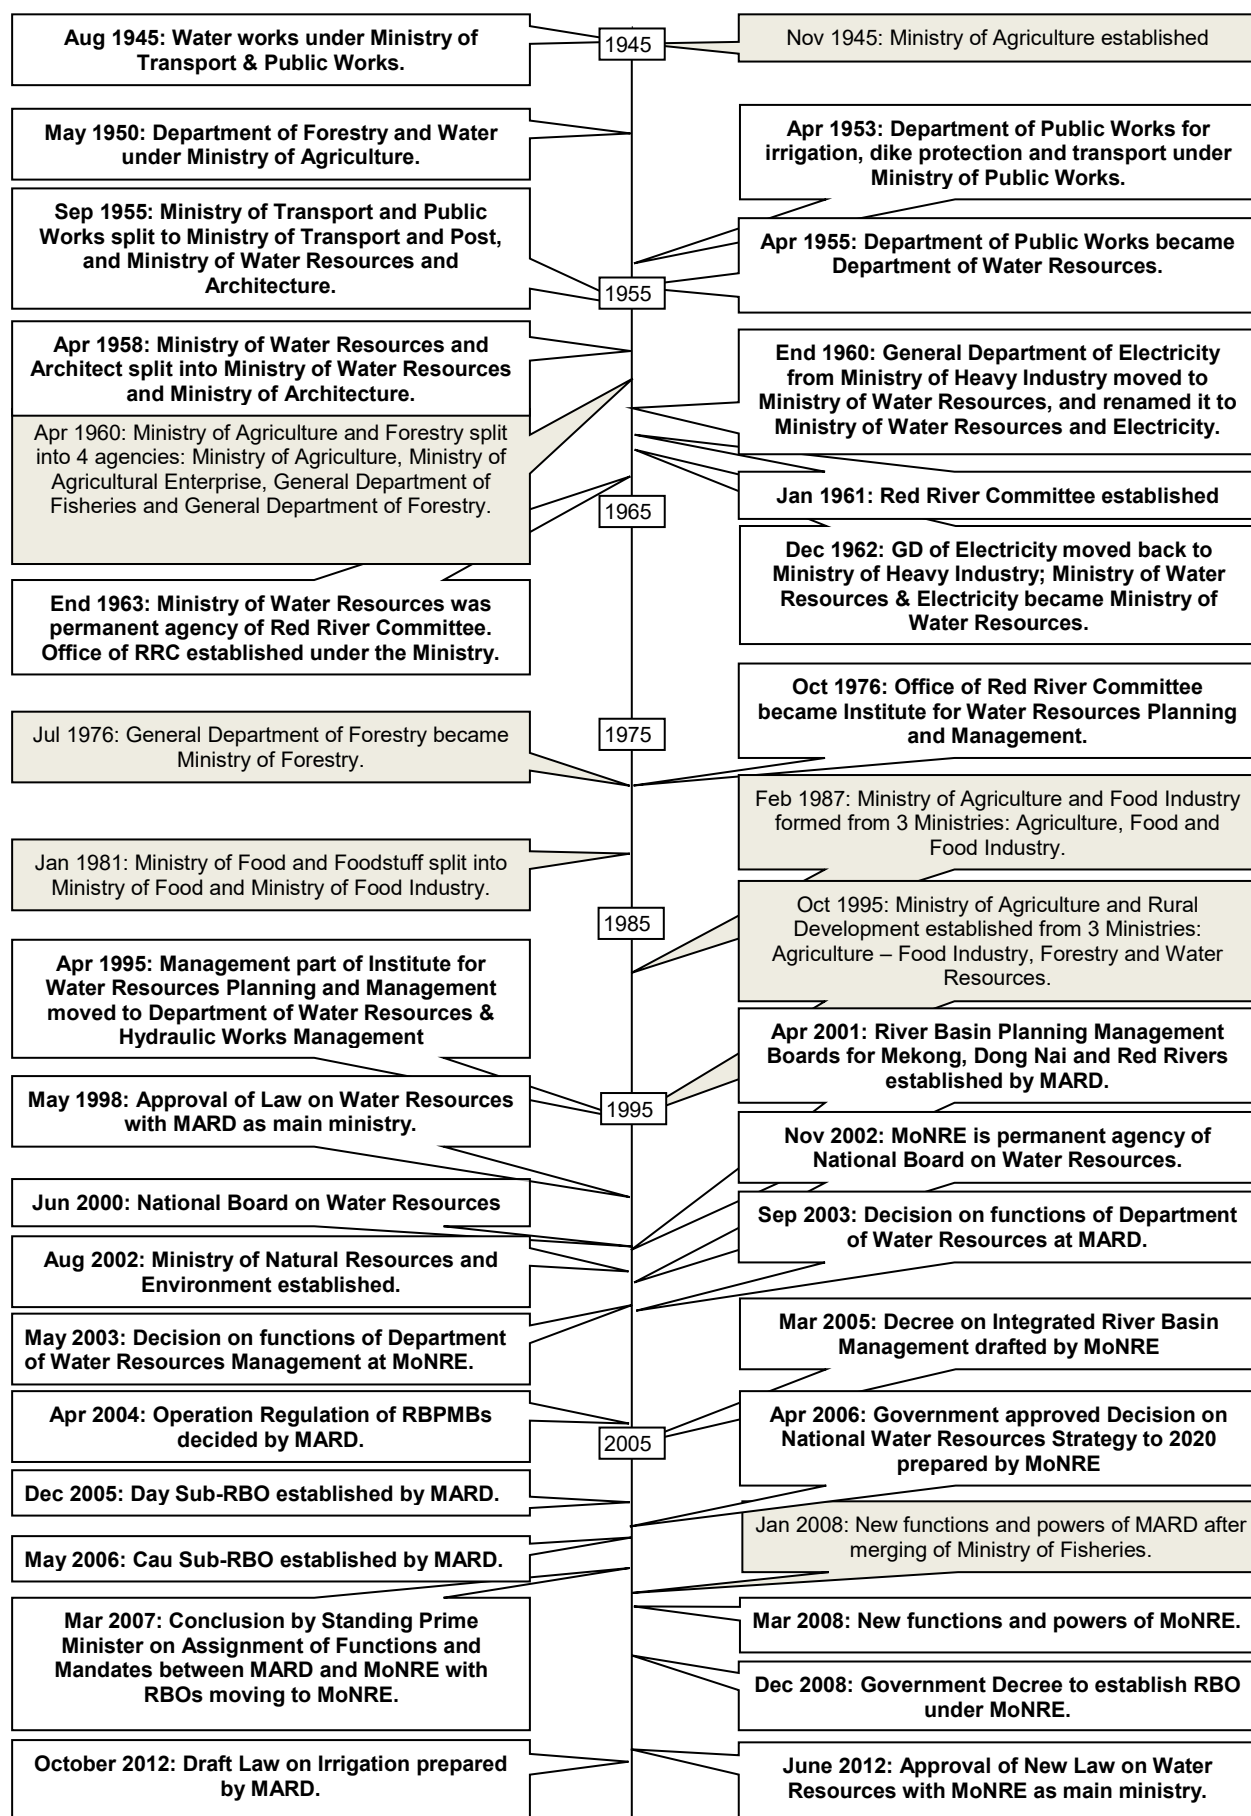 Aug 1945: Water works under Ministry of
Transport & Public Works.
1945
Nov 1945: Ministry of Agriculture established
May 1950: Department of Forestry and Water
under Ministry of Agriculture.
Apr 1953: Department of Public Works for
irrigation, dike protection and transport under
Ministry of Public Works.
Sep 1955: Ministry of Transport and Public
Works split to Ministry of Transport and Post,
and Ministry of Water Resources and
Architecture.
Apr 1955: Department of Public Works became
Department of Water Resources.
1955
Apr 1958: Ministry of Water Resources and
Architect split into Ministry of Water Resources
and Ministry of Architecture.
End 1960: General Department of Electricity
from Ministry of Heavy Industry moved to
Ministry of Water Resources, and renamed it to
Ministry of Water Resources and Electricity.
Apr 1960: Ministry of Agriculture and Forestry split
into 4 agencies: Ministry of Agriculture, Ministry of
Agricultural Enterprise, General Department of
Fisheries and General Department of Forestry.
Jan 1961: Red River Committee established
1965
Dec 1962: GD of Electricity moved back to
Ministry of Heavy Industry; Ministry of Water
Resources & Electricity became Ministry of
Water Resources.
End 1963: Ministry of Water Resources was
permanent agency of Red River Committee.
Office of RRC established under the Ministry.
Oct 1976: Office of Red River Committee
became Institute for Water Resources Planning
and Management.
Jul 1976: General Department of Forestry became
Ministry of Forestry.
1975
Feb 1987: Ministry of Agriculture and Food Industry
formed from 3 Ministries: Agriculture, Food and
Food Industry.
Jan 1981: Ministry of Food and Foodstuff split into
Ministry of Food and Ministry of Food Industry.
1985
Oct 1995: Ministry of Agriculture and Rural
Development established from 3 Ministries:
Agriculture – Food Industry, Forestry and Water
Resources.
Apr 1995: Management part of Institute for
Water Resources Planning and Management
moved to Department of Water Resources &
Hydraulic Works Management
Apr 2001: River Basin Planning Management
Boards for Mekong, Dong Nai and Red Rivers
established by MARD.
May 1998: Approval of Law on Water Resources
with MARD as main ministry.
1995
Nov 2002: MoNRE is permanent agency of
National Board on Water Resources.
Jun 2000: National Board on Water Resources
Sep 2003: Decision on functions of Department
of Water Resources at MARD.
Aug 2002: Ministry of Natural Resources and
Environment established.
May 2003: Decision on functions of Department
of Water Resources Management at MoNRE.
Mar 2005: Decree on Integrated River Basin
Management drafted by MoNRE
Apr 2004: Operation Regulation of RBPMBs
decided by MARD.
2005
Apr 2006: Government approved Decision on
National Water Resources Strategy to 2020
prepared by MoNRE
Dec 2005: Day Sub-RBO established by MARD.
Jan 2008: New functions and powers of MARD after
merging of Ministry of Fisheries.
May 2006: Cau Sub-RBO established by MARD.
Mar 2007: Conclusion by Standing Prime
Minister on Assignment of Functions and
Mandates between MARD and MoNRE with
RBOs moving to MoNRE.
Mar 2008: New functions and powers of MoNRE.
Dec 2008: Government Decree to establish RBO
under MoNRE.
October 2012: Draft Law on Irrigation prepared
by MARD.
June 2012: Approval of New Law on Water
Resources with MoNRE as main ministry.